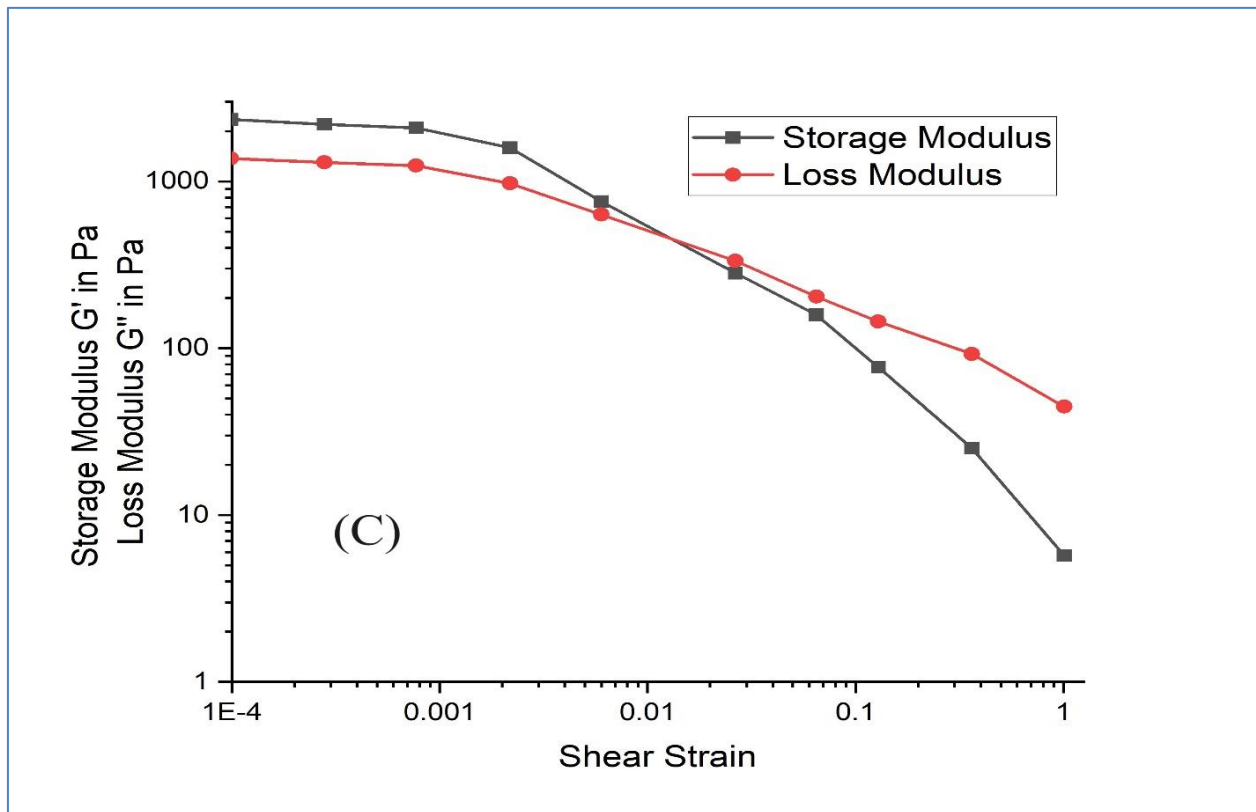 Storage Modulus
Loss Modulus
Storage Modulus G' in Pa
Loss Modulus G'' in Pa
1000
100
10
1
(C)
1E-4 0.001 0.01 0.1 1
Shear Strain